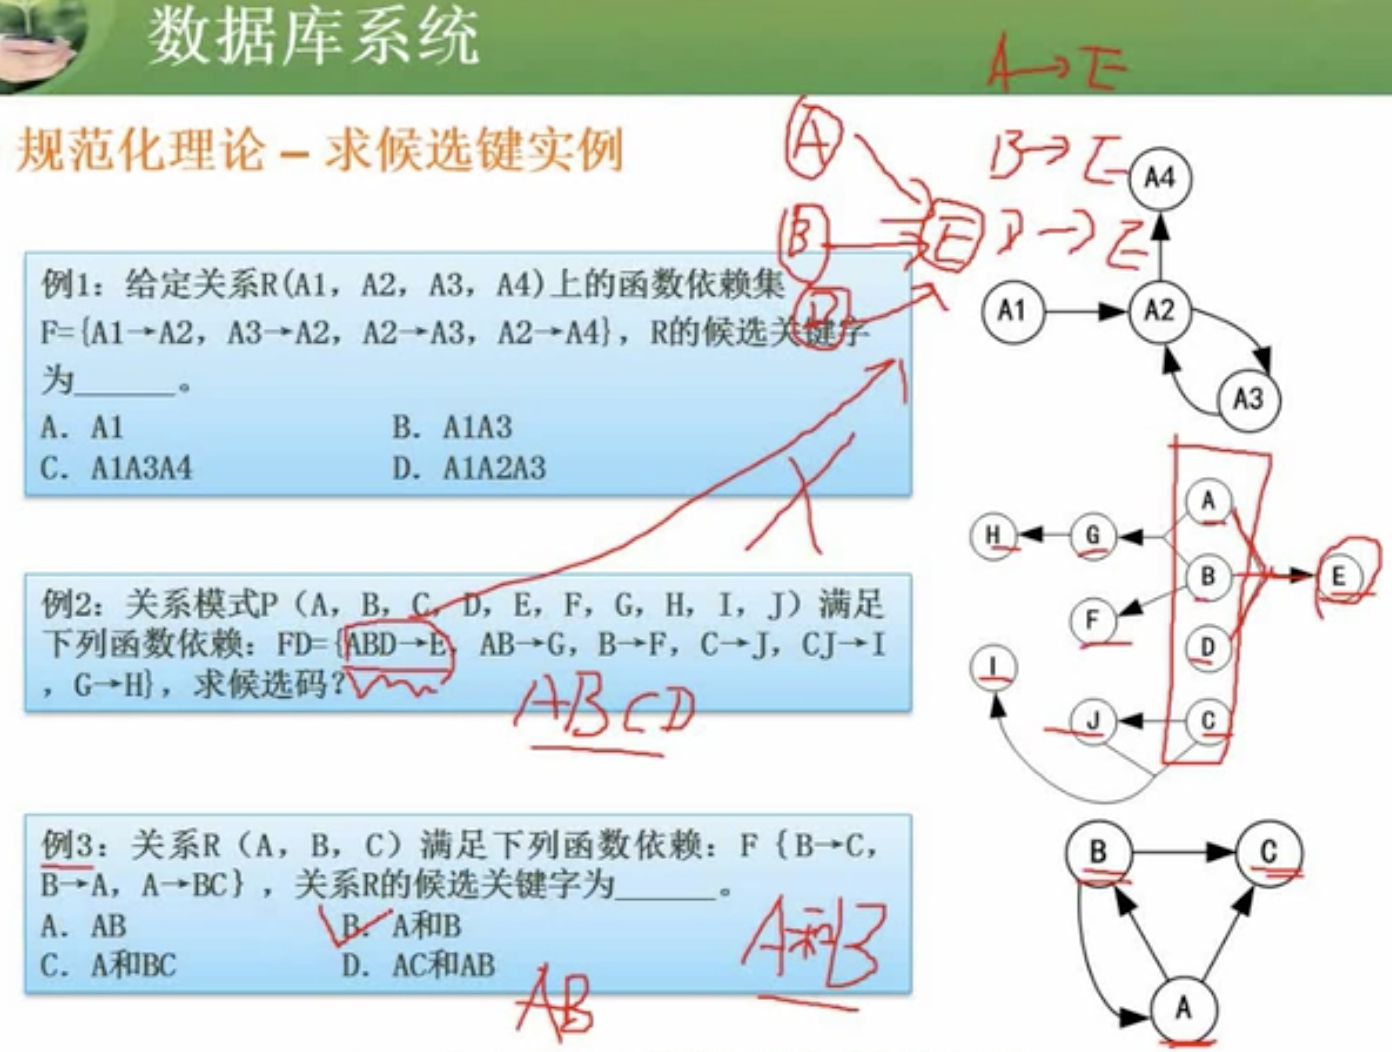 数据库系统
A→E
规范化理论 – 求候选键实例
A
B→E
A4
B
E
D→E
例1：给定关系R(A1，A2，A3，A4)上的函数依赖集
D
F={A1→A2，A3→A2，A2→A3，A2→A4}，R的候选关键字
为______。
A. A1
B. A1A3
C. A1A3A4
D. A1A2A3
A1
A2
A3
例2：关系模式P（A，B，C，D，E，F，G，H，I，J）满足
下列函数依赖：FD={ABD→E，AB→G，B→F，C→J，CJ→I
，G→H}，求候选码？
ABCD
A
H
G
B
E
F
D
I
J
C
例3：关系R（A，B，C）满足下列函数依赖：F｛B→C，
B→A，A→BC｝，关系R的候选关键字为______。
A. AB
B. A和B
C. A和BC
D. AC和AB
A和B
AB
B
C
A